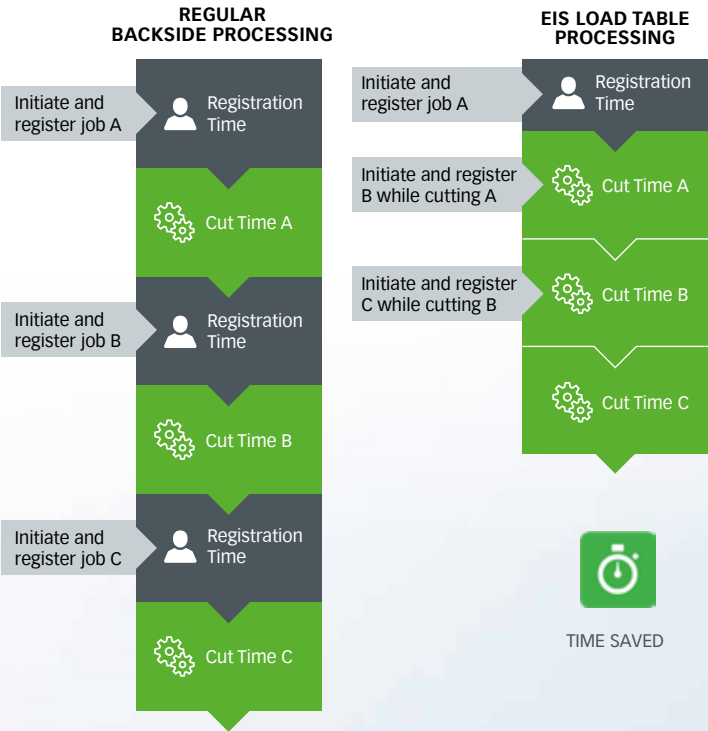 REGULAR
BACKSIDE PROCESSING
Initiate and
register job A
Registration
Time
Cut Time A
Initiate and
register job B
Registration
Time
Cut Time B
Initiate and
register job C
Registration
Time
Cut Time C
EIS LOAD TABLE
PROCESSING
Initiate and
register job A
Registration
Time
Initiate and register
B while cutting A
Cut Time A
Initiate and register
C while cutting B
Cut Time B
Cut Time C
TIME SAVED